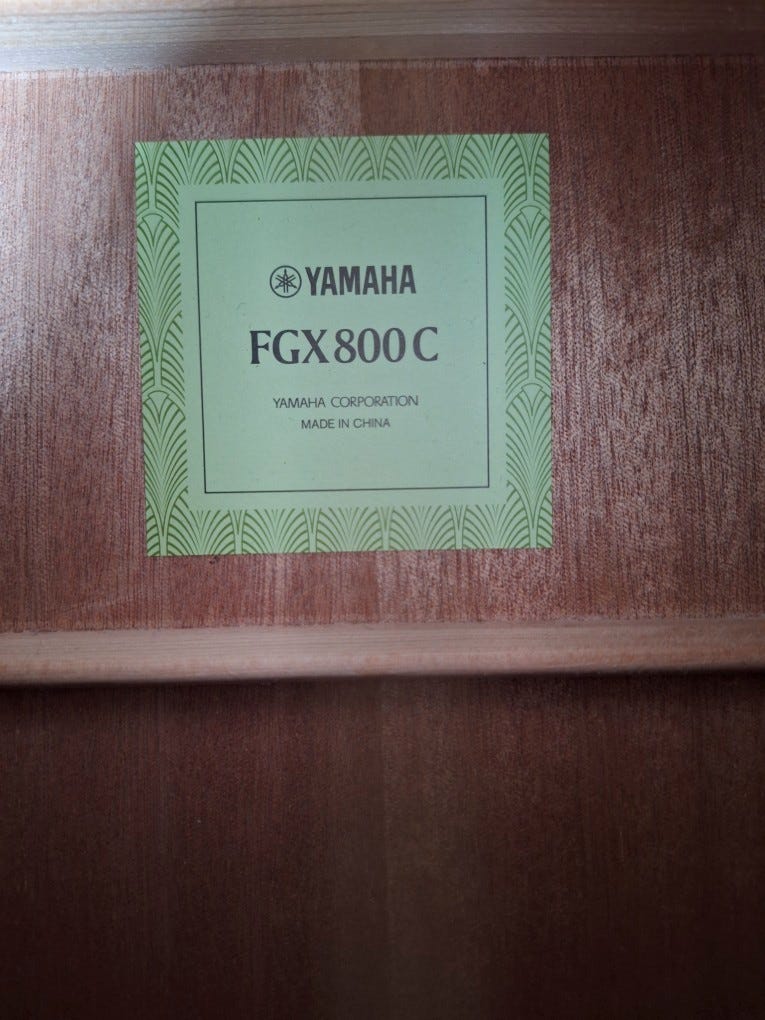 YAMAHA
FGX800C
YAMAHA CORPORATION
MADE IN CHINA